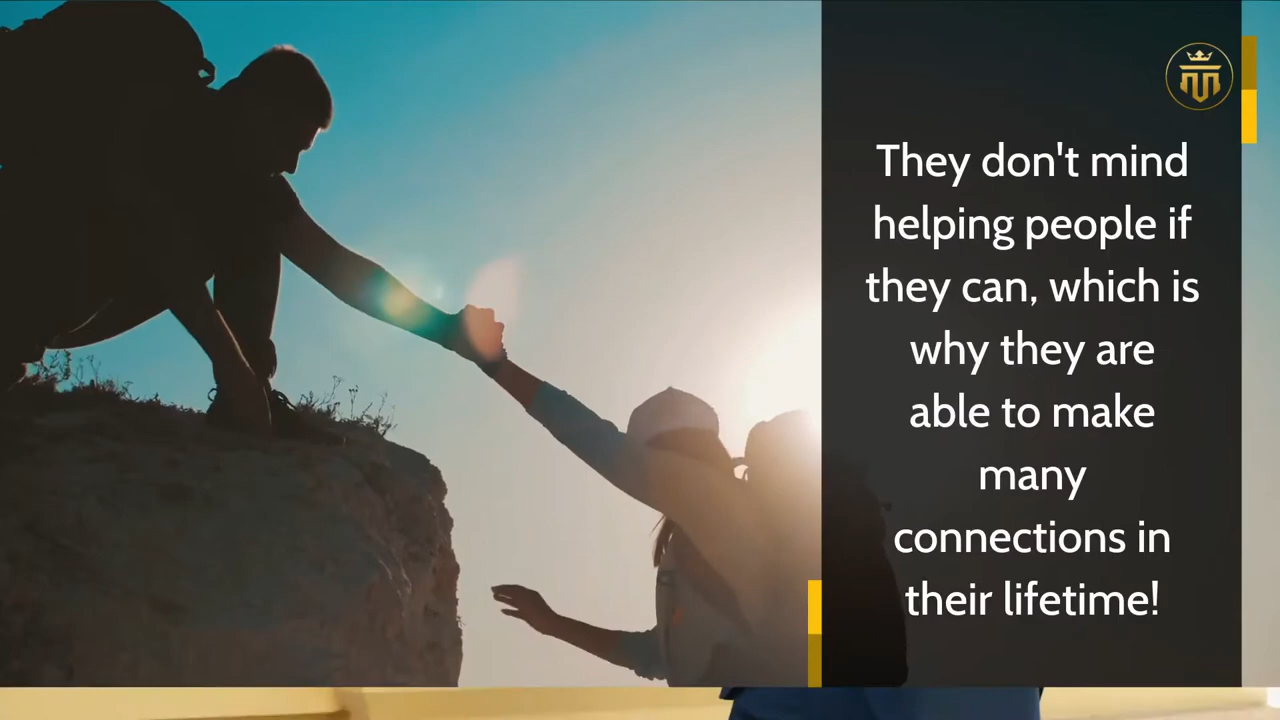 They don't mind
helping people if
they can, which is
why they are
able to make
many
connections in
their lifetime!